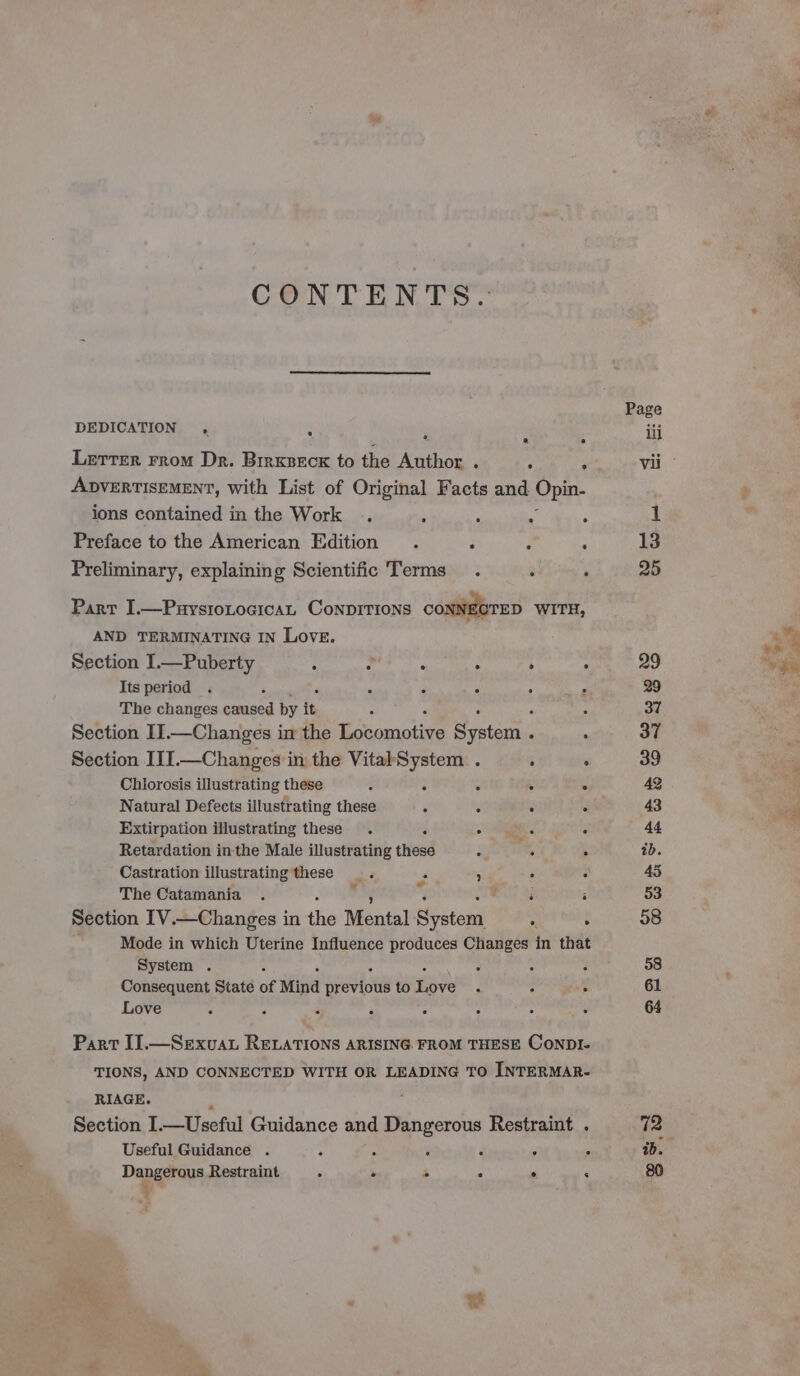 CONTENTS.
Page
DEDICATION . . . . . iii
LETTER FROM DR. BIRKBECK to the Author . . . vii
ADVERTISEMENT, with List of Original Facts and Opin-
ions contained in the Work . . . . . 1
Preface to the American Edition . . . . 13
Preliminary, explaining Scientific Terms . . . 25
PART I.—PHYSIOLOGICAL CONDITIONS CONNECTED WITH,
AND TERMINATING IN LOVE.
Section I.—Puberty . . . . . . 29
Its period . . . . . . . . 29
The changes caused by it . . . . . 37
Section II.—Changes in the Locomotive System . . 37
Section III.—Changes in the Vital System . . . 39
Chlorosis illustrating these . . . . . 42
Natural Defects illustrating these . . . . 43
Extirpation illustrating these . . . . . 44
Retardation in the Male illustrating these . . . ib.
Castration illustrating these . . . . . 45
The Catamania . . . . . . 53
Section IV.—Changes in the Mental System . . 58
Mode in which Uterine Influence produces Changes in that
System . . . . . . . 58
Consequent State of Mind previous to Love . . . 61
Love . . . . . . . . 64
PART II.—SEXUAL RELATIONS ARISING FROM THESE CONDI-
TIONS, AND CONNECTED WITH OR LEADING TO INTERMAR-
RIAGE.
Section I.—Useful Guidance and Dangerous Restraint . 72
Useful Guidance . . . . . . . ib.
Dangerous Restraint . . . . . . 80